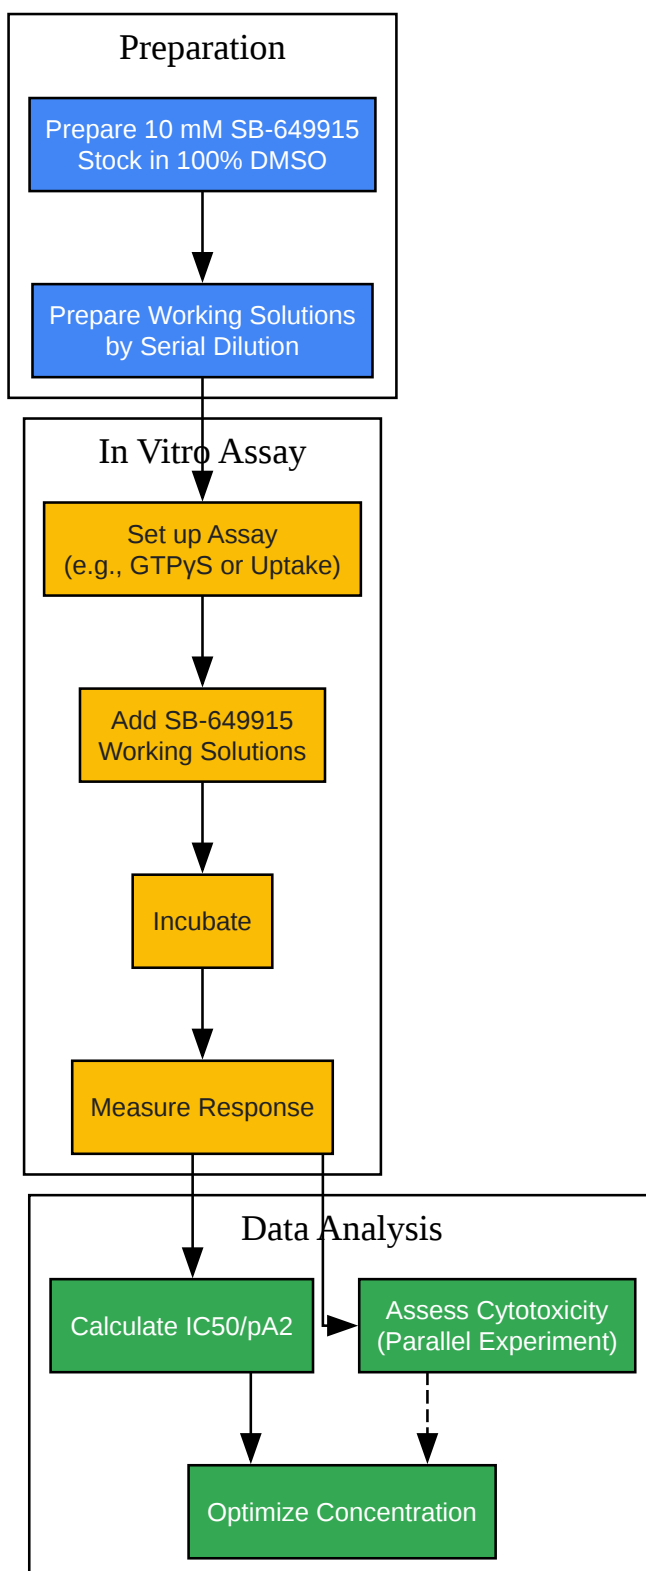 Preparation
Prepare 10 mM SB-649915
Stock in 100% DMSO
Prepare Working Solutions
by Serial Dilution
In Vitro Assay
Set up Assay
(e.g., GTPγS or Uptake)
Add SB-649915
Working Solutions
Incubate
Measure Response
Data Analysis
Calculate IC50/pA2
Assess Cytotoxicity
(Parallel Experiment)
Optimize Concentration